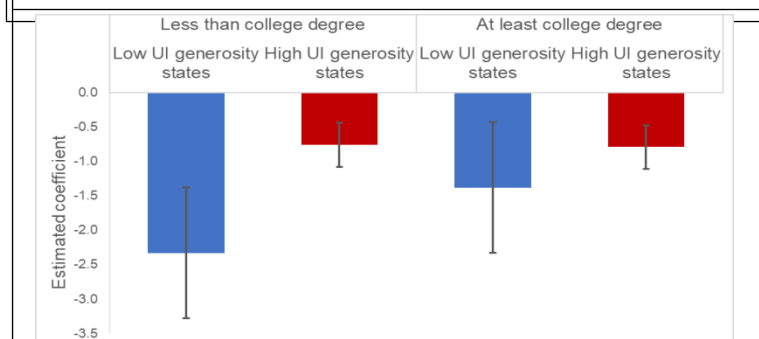 Less than college degree
At least college degree
Low UI generosity states
High UI generosity states
Low UI generosity states
High UI generosity states
Estimated coefficient
0.0
-0.5
-1.0
-1.5
-2.0
-2.5
-3.0
-3.5